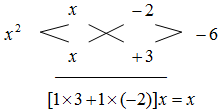 x -2
x² -6
x +3
[1×3+1×(-2)]x = x